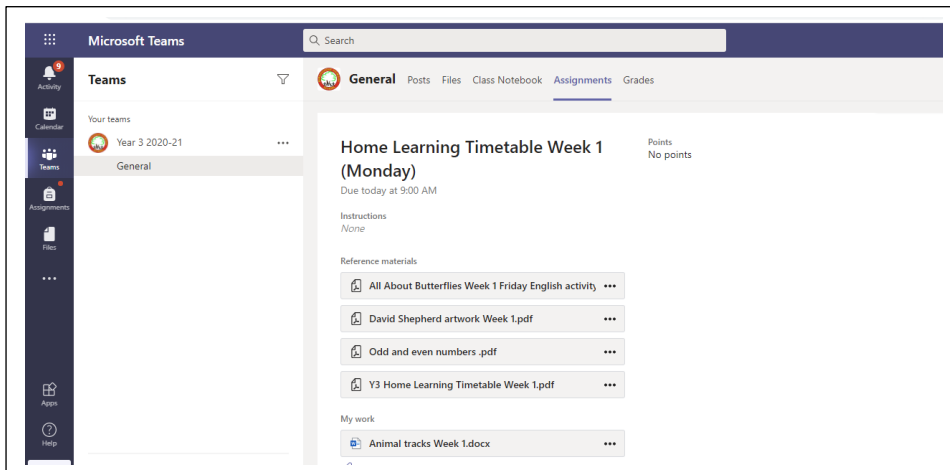 Microsoft Teams
Search
9
Activity
Calendar
Teams
Assignments
Files
Apps
Help
Teams
Your teams
Year 3 2020-21
General
General Posts Files Class Notebook Assignments Grades
Home Learning Timetable Week 1
(Monday)
Due today at 9:00 AM
Points
No points
Instructions
None
Reference materials
All About Butterflies Week 1 Friday English activity
David Shepherd artwork Week 1.pdf
Odd and even numbers .pdf
Y3 Home Learning Timetable Week 1.pdf
My work
Animal tracks Week 1.docx